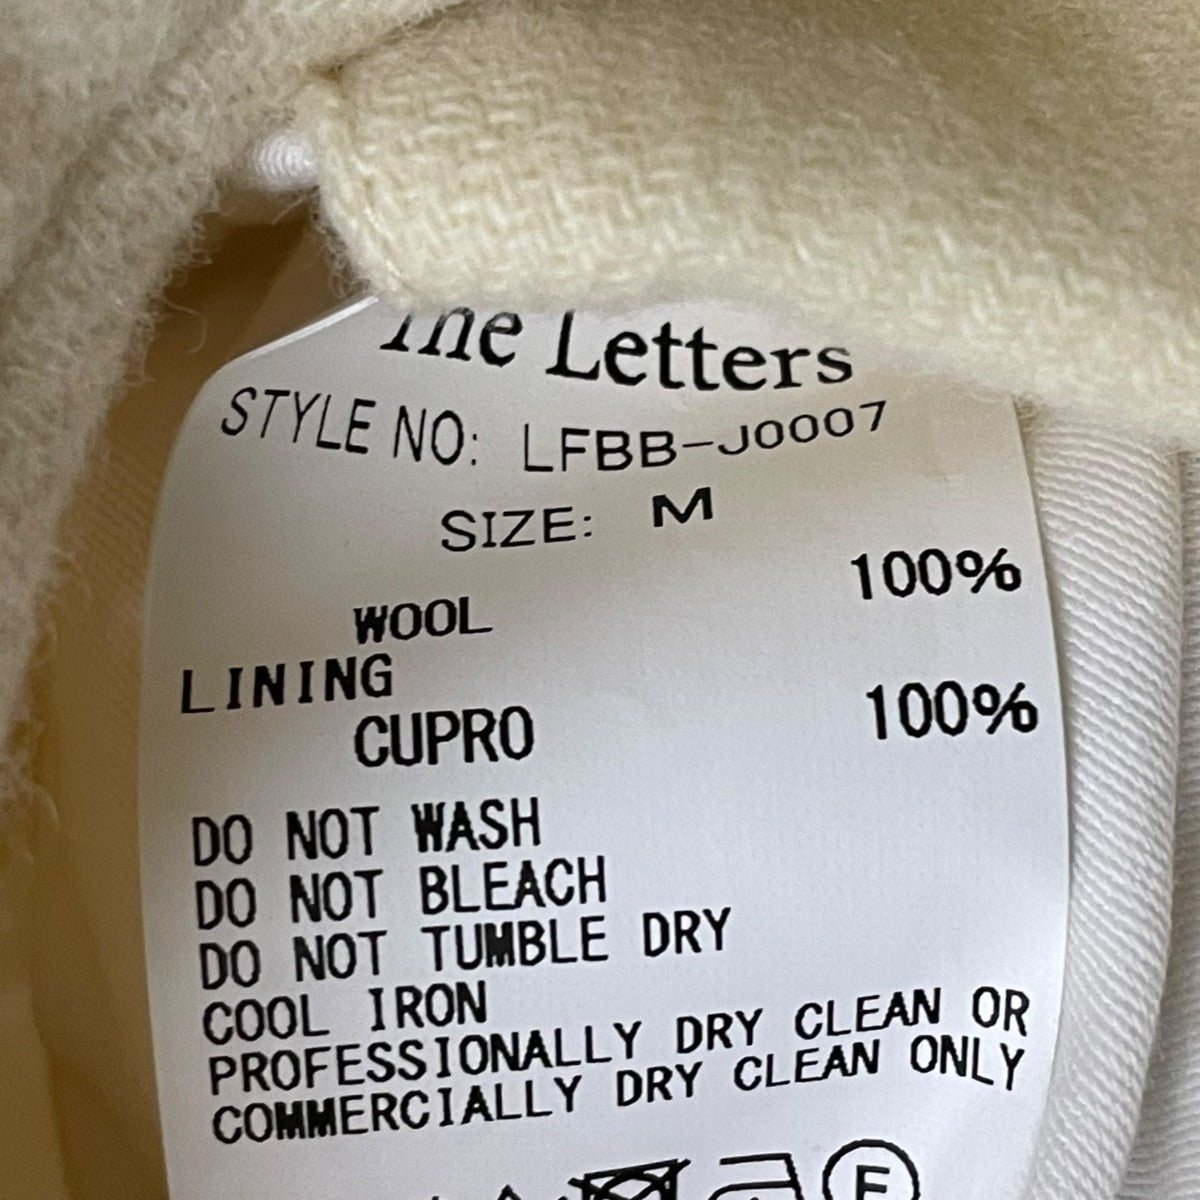 The Letters
STYLE NO: LFBB-J0007
SIZE: M
WOOL 100%
LINING
CUPRO 100%
DO NOT WASH
DO NOT BLEACH
DO NOT TUMBLE DRY
COOL IRON
PROFESSIONALLY DRY CLEAN OR
COMMERCIALLY DRY CLEAN ONLY
F